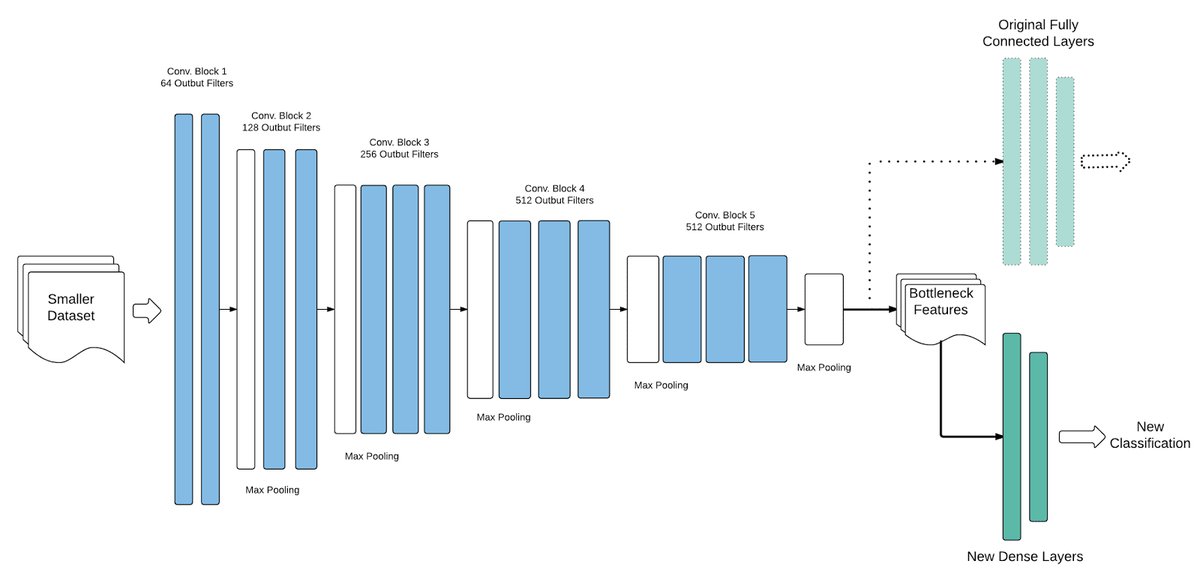 Original Fully
Connected Layers
Conv. Block 1
64 Outbut Filters
Conv. Block 2
128 Outbut Filters
Conv. Block 3
256 Outbut Filters
Conv. Block 4
512 Outbut Filters
Conv. Block 5
512 Outbut Filters
Smaller
Dataset
Bottleneck
Features
Max Pooling
Max Pooling
Max Pooling
Max Pooling
Max Pooling
New
Classification
New Dense Layers